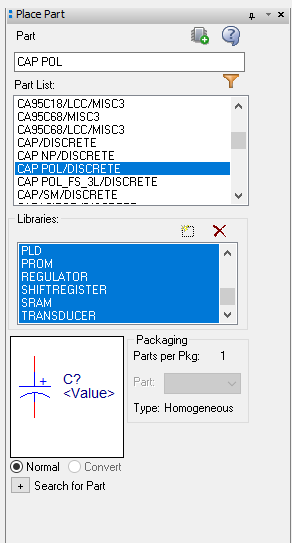 Place Part
Part
CAP POL
Part List:
CA95C18/LCC/MISC3
CA95C68/MISC3
CA95C68/LCC/MISC3
CAP/DISCRETE
CAP NP/DISCRETE
CAP POL/DISCRETE
CAP POL_FS_3L/DISCRETE
CAP/SM/DISCRETE
Libraries:
PLD
PROM
REGULATOR
SHIFTREGISTER
SRAM
TRANSDUCER
Packaging
Parts per Pkg: 1
Part:
Type: Homogeneous
+ C?
<Value>
Normal Convert
+ Search for Part